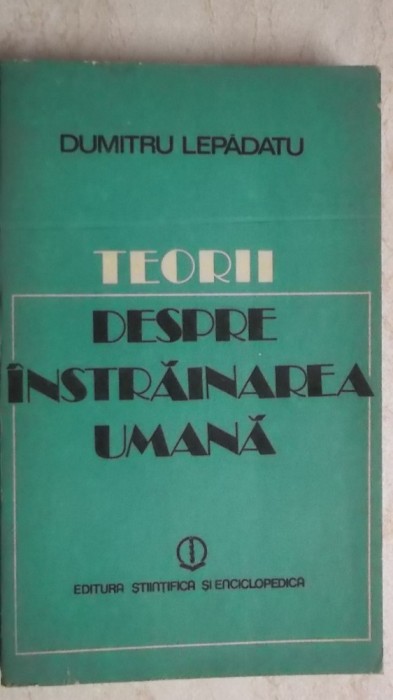 DUMITRU LEPĂDATU
TEORII
DESPRE
ÎNSTRĂINAREA
UMANĂ
EDITURA ŞTIINŢIFICĂ ŞI ENCICLOPEDICĂ